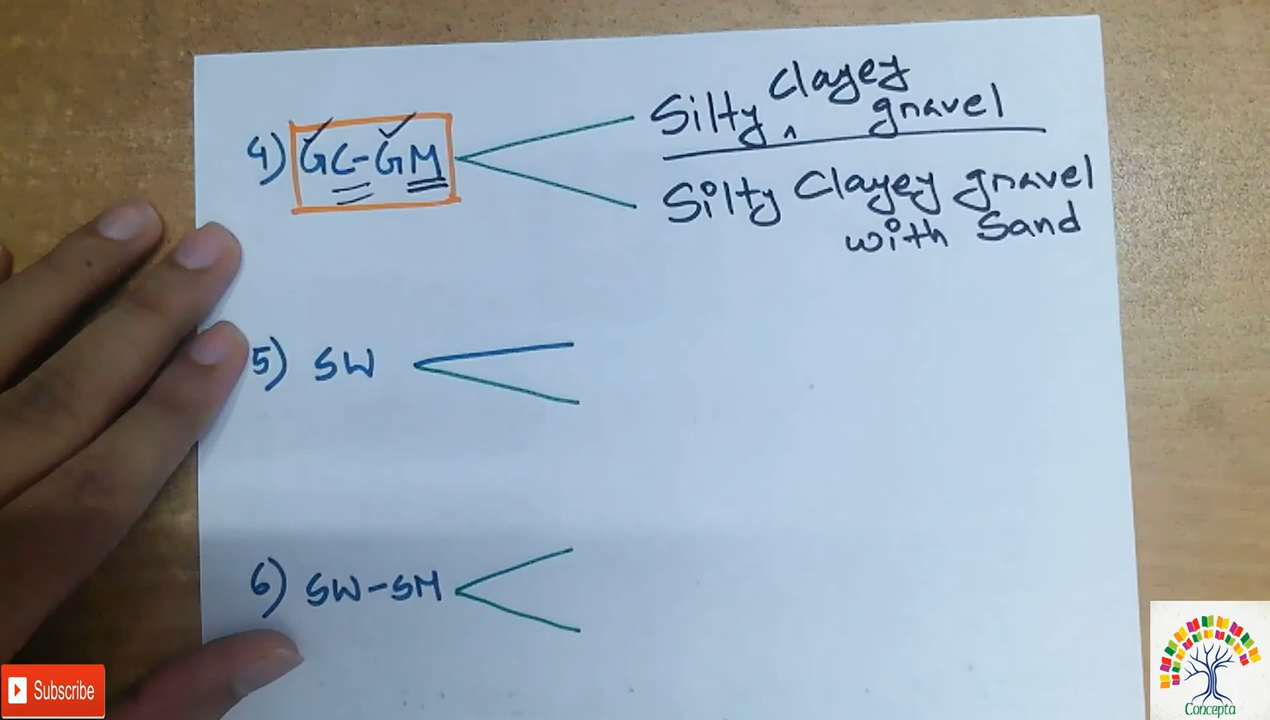 4) GC-GM
Silty ^ Clayey gravel
Silty Clayey gravel
with Sand
5) SW
6) SW-SM
Subscribe
Concepta